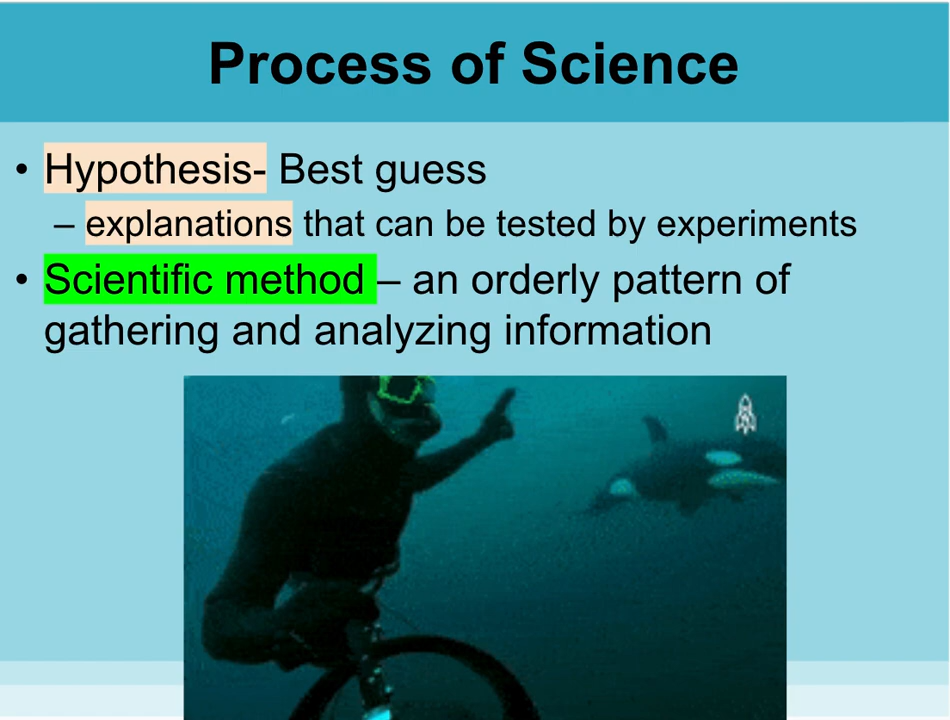 Process of Science
• Hypothesis- Best guess
– explanations that can be tested by experiments
• Scientific method – an orderly pattern of
gathering and analyzing information